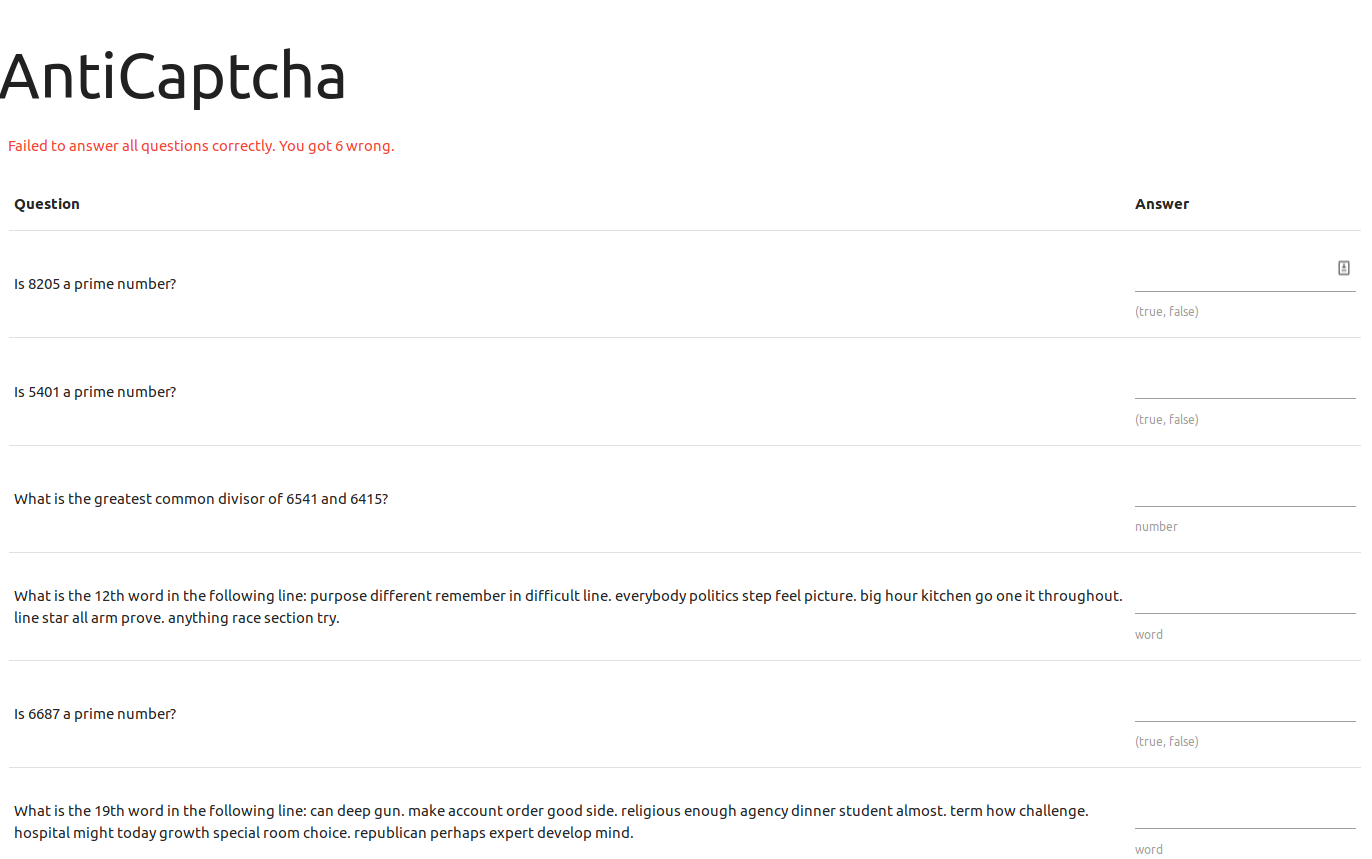 AntiCaptcha
Failed to answer all questions correctly. You got 6 wrong.
Question Answer
Is 8205 a prime number?
(true, false)
Is 5401 a prime number?
(true, false)
What is the greatest common divisor of 6541 and 6415?
number
What is the 12th word in the following line: purpose different remember in difficult line. everybody politics step feel picture. big hour kitchen go one it throughout.
line star all arm prove. anything race section try.
word
Is 6687 a prime number?
(true, false)
What is the 19th word in the following line: can deep gun. make account order good side. religious enough agency dinner student almost. term how challenge.
hospital might today growth special room choice. republican perhaps expert develop mind.
word